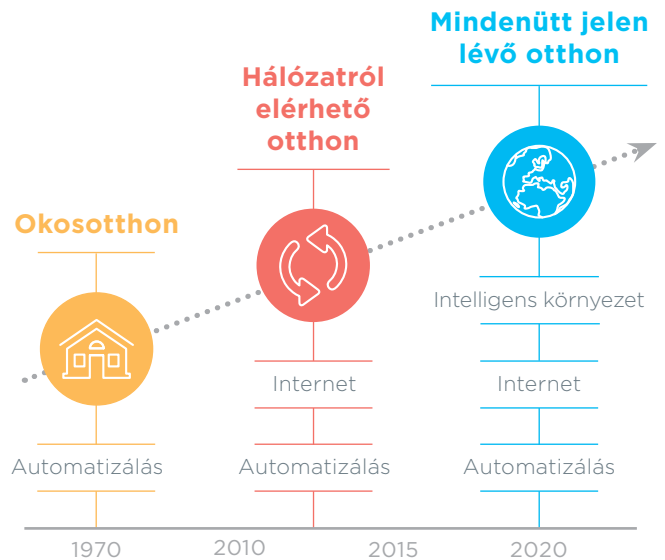 Okosotthon
Automatizálás
Hálózatról
elérhető
otthon
Internet
Automatizálás
Mindenütt jelen
lévő otthon
Intelligens környezet
Internet
Automatizálás
1970
2010
2015
2020